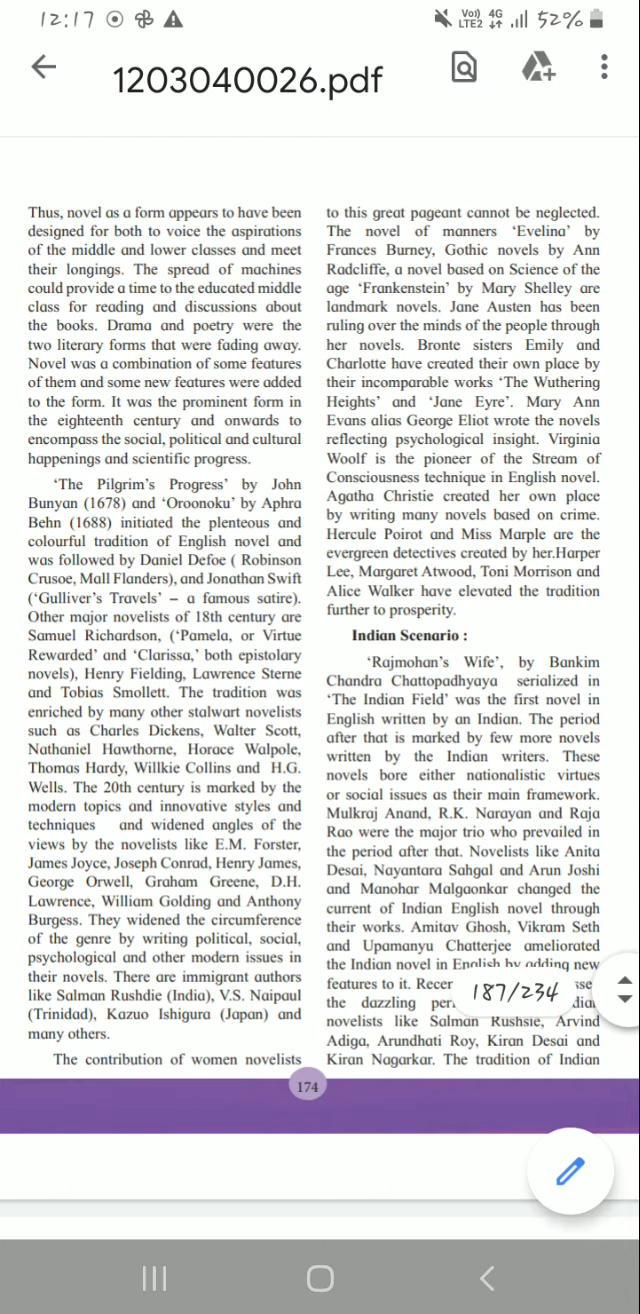 12:17
Vo)) 4G
LTE2
52%
1203040026.pdf
Thus, novel as a form appears to have been
designed for both to voice the aspirations
of the middle and lower classes and meet
their longings. The spread of machines
could provide a time to the educated middle
class for reading and discussions about
the books. Drama and poetry were the
two literary forms that were fading away.
Novel was a combination of some features
of them and some new features were added
to the form. It was the prominent form in
the eighteenth century and onwards to
encompass the social, political and cultural
happenings and scientific progress.
'The Pilgrim's Progress' by John
Bunyan (1678) and 'Oroonoku' by Aphra
Behn (1688) initiated the plenteous and
colourful tradition of English novel and
was followed by Daniel Defoe ( Robinson
Crusoe, Mall Flanders), and Jonathan Swift
('Gulliver's Travels' – a famous satire).
Other major novelists of 18th century are
Samuel Richardson, ('Pamela, or Virtue
Rewarded' and 'Clarissa,' both epistolary
novels), Henry Fielding, Lawrence Sterne
and Tobias Smollett. The tradition was
enriched by many other stalwart novelists
such as Charles Dickens, Walter Scott,
Nathaniel Hawthorne, Horace Walpole,
Thomas Hardy, Willkie Collins and H.G.
Wells. The 20th century is marked by the
modern topics and innovative styles and
techniques and widened angles of the
views by the novelists like E.M. Forster,
James Joyce, Joseph Conrad, Henry James,
George Orwell, Graham Greene, D.H.
Lawrence, William Golding and Anthony
Burgess. They widened the circumference
of the genre by writing political, social,
psychological and other modern issues in
their novels. There are immigrant authors
like Salman Rushdie (India), V.S. Naipaul
(Trinidad), Kazuo Ishigura (Japan) and
many others.
The contribution of women novelists
to this great pageant cannot be neglected.
The novel of manners 'Evelina' by
Frances Burney, Gothic novels by Ann
Radcliffe, a novel based on Science of the
age 'Frankenstein' by Mary Shelley are
landmark novels. Jane Austen has been
ruling over the minds of the people through
her novels. Bronte sisters Emily and
Charlotte have created their own place by
their incomparable works 'The Wuthering
Heights' and 'Jane Eyre'. Mary Ann
Evans alias George Eliot wrote the novels
reflecting psychological insight. Virginia
Woolf is the pioneer of the Stream of
Consciousness technique in English novel.
Agatha Christie created her own place
by writing many novels based on crime.
Hercule Poirot and Miss Marple are the
evergreen detectives created by her.Harper
Lee, Margaret Atwood, Toni Morrison and
Alice Walker have elevated the tradition
further to prosperity.
Indian Scenario :
'Rajmohan's Wife', by Bankim
Chandra Chattopadhyaya serialized in
'The Indian Field' was the first novel in
English written by an Indian. The period
after that is marked by few more novels
written by the Indian writers. These
novels bore either nationalistic virtues
or social issues as their main framework.
Mulkraj Anand, R.K. Narayan and Raja
Rao were the major trio who prevailed in
the period after that. Novelists like Anita
Desai, Nayantara Sahgal and Arun Joshi
and Manohar Malgaonkar changed the
current of Indian English novel through
their works. Amitav Ghosh, Vikram Seth
and Upamanyu Chatterjee ameliorated
the Indian novel in English by adding new
features to it.
the dazzling
novelists like Salman Rushsie, Arvind
Adiga, Arundhati Roy, Kiran Desai and
Kiran Nagarkar. The tradition of Indian
187/234
174